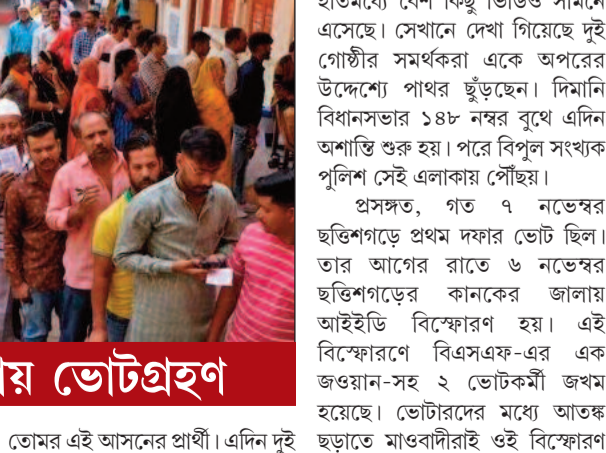 য় ভোটগ্রহণ
তোমর এই আসনের প্রার্থী। এদিন দুই
ইতিমধ্যে বেশ কিছু ভিডিও সামনে
এসেছে। সেখানে দেখা গিয়েছে দুই
গোষ্ঠীর সমর্থকরা একে অপরের
উদ্দেশ্যে পাথর ছুঁড়ছেন। দিমানি
বিধানসভার ১৪৮ নম্বর বুথে এদিন
অশান্তি শুরু হয়। পরে বিপুল সংখ্যক
পুলিশ সেই এলাকায় পৌঁছয়।
প্রসঙ্গত, গত ৭ নভেম্বর
ছত্তিশগড়ে প্রথম দফার ভোট ছিল।
তার আগের রাতে ৬ নভেম্বর
ছত্তিশগড়ের কানকের জালায়
আইইডি বিস্ফোরণ হয়। এই
বিস্ফোরণে বিএসএফ-এর এক
জওয়ান-সহ ২ ভোটকর্মী জখম
হয়েছে। ভোটারদের মধ্যে আতঙ্ক
ছড়াতে মাওবাদীরাই ওই বিস্ফোরণ